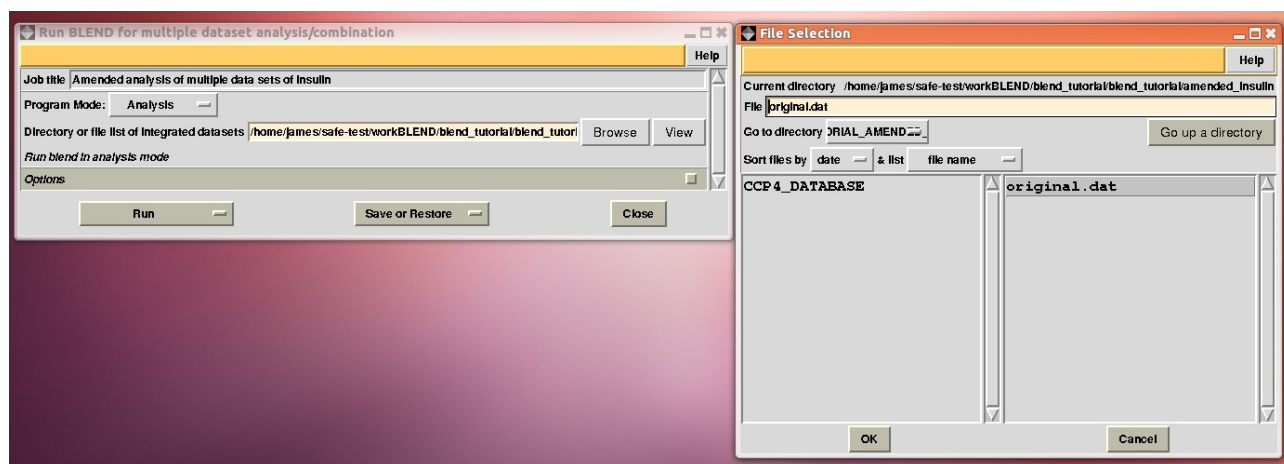 Run BLEND for multiple dataset analysis/combination
Help
Job title Amended analysis of multiple data sets of insulin
Program Mode: Analysis
Directory or file list of integrated datasets /home/james/safe-test/workBLEND/blend_tutorial/blend_tutori Browse View
Run blend in analysis mode
Options
Run Save or Restore Close
File Selection
Help
Current directory /home/james/safe-test/workBLEND/blend_tutorial/blend_tutorial/amended_insulin
File original.dat
Go to directory ORIAL_AMEND Go up a directory
Sort files by date & list file name
CCP4_DATABASE original.dat
OK Cancel